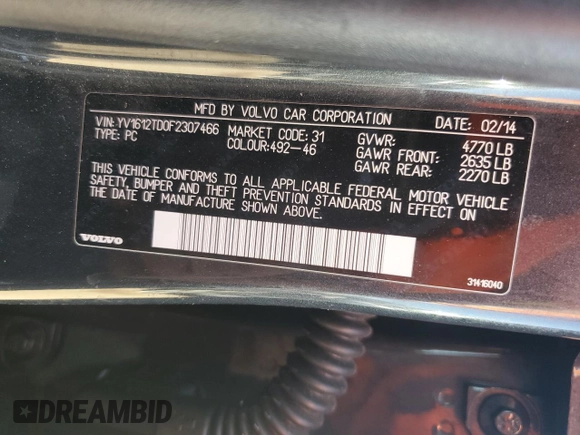 MFD BY VOLVO CAR CORPORATION
VIN: YV1612TD0F2307466 MARKET CODE: 31 DATE: 02/14
TYPE: PC COLOUR: 492-46 GVWR: 4770 LB
GAWR FRONT: 2635 LB
GAWR REAR: 2270 LB
THIS VEHICLE CONFORMS TO ALL APPLICABLE FEDERAL MOTOR VEHICLE
SAFETY, BUMPER AND THEFT PREVENTION STANDARDS IN EFFECT ON
THE DATE OF MANUFACTURE SHOWN ABOVE.
VOLVO
31416040
DREAMBID